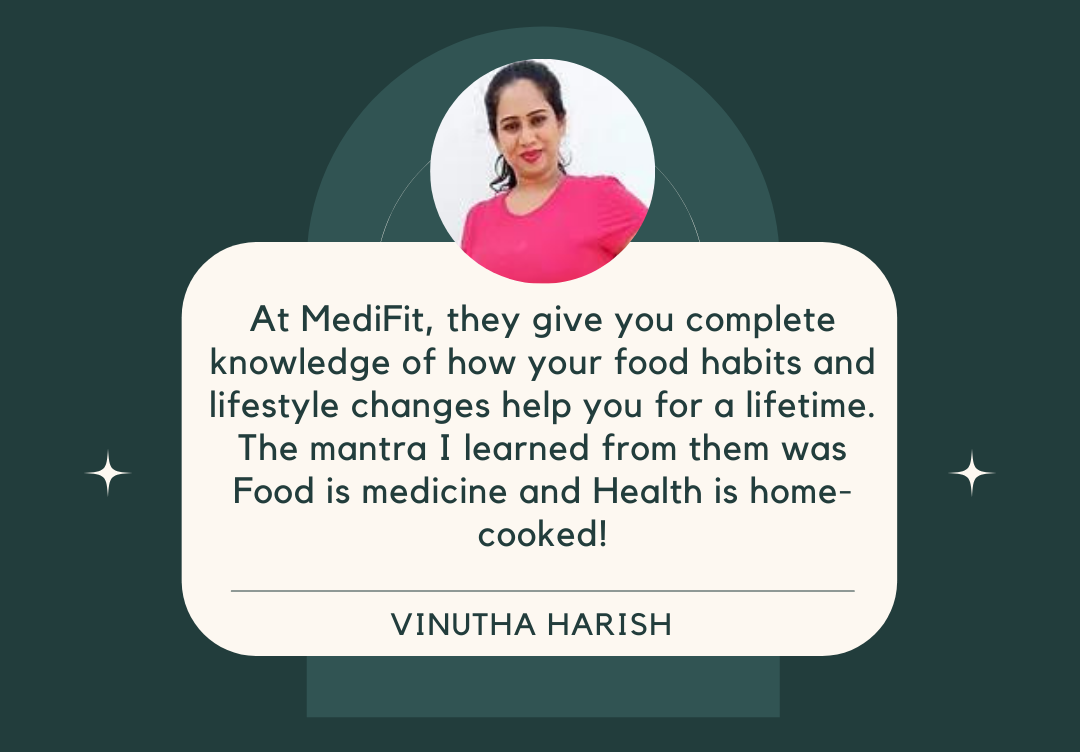 At MediFit, they give you complete
knowledge of how your food habits and
lifestyle changes help you for a lifetime.
The mantra I learned from them was
Food is medicine and Health is home-
cooked!
VINUTHA HARISH